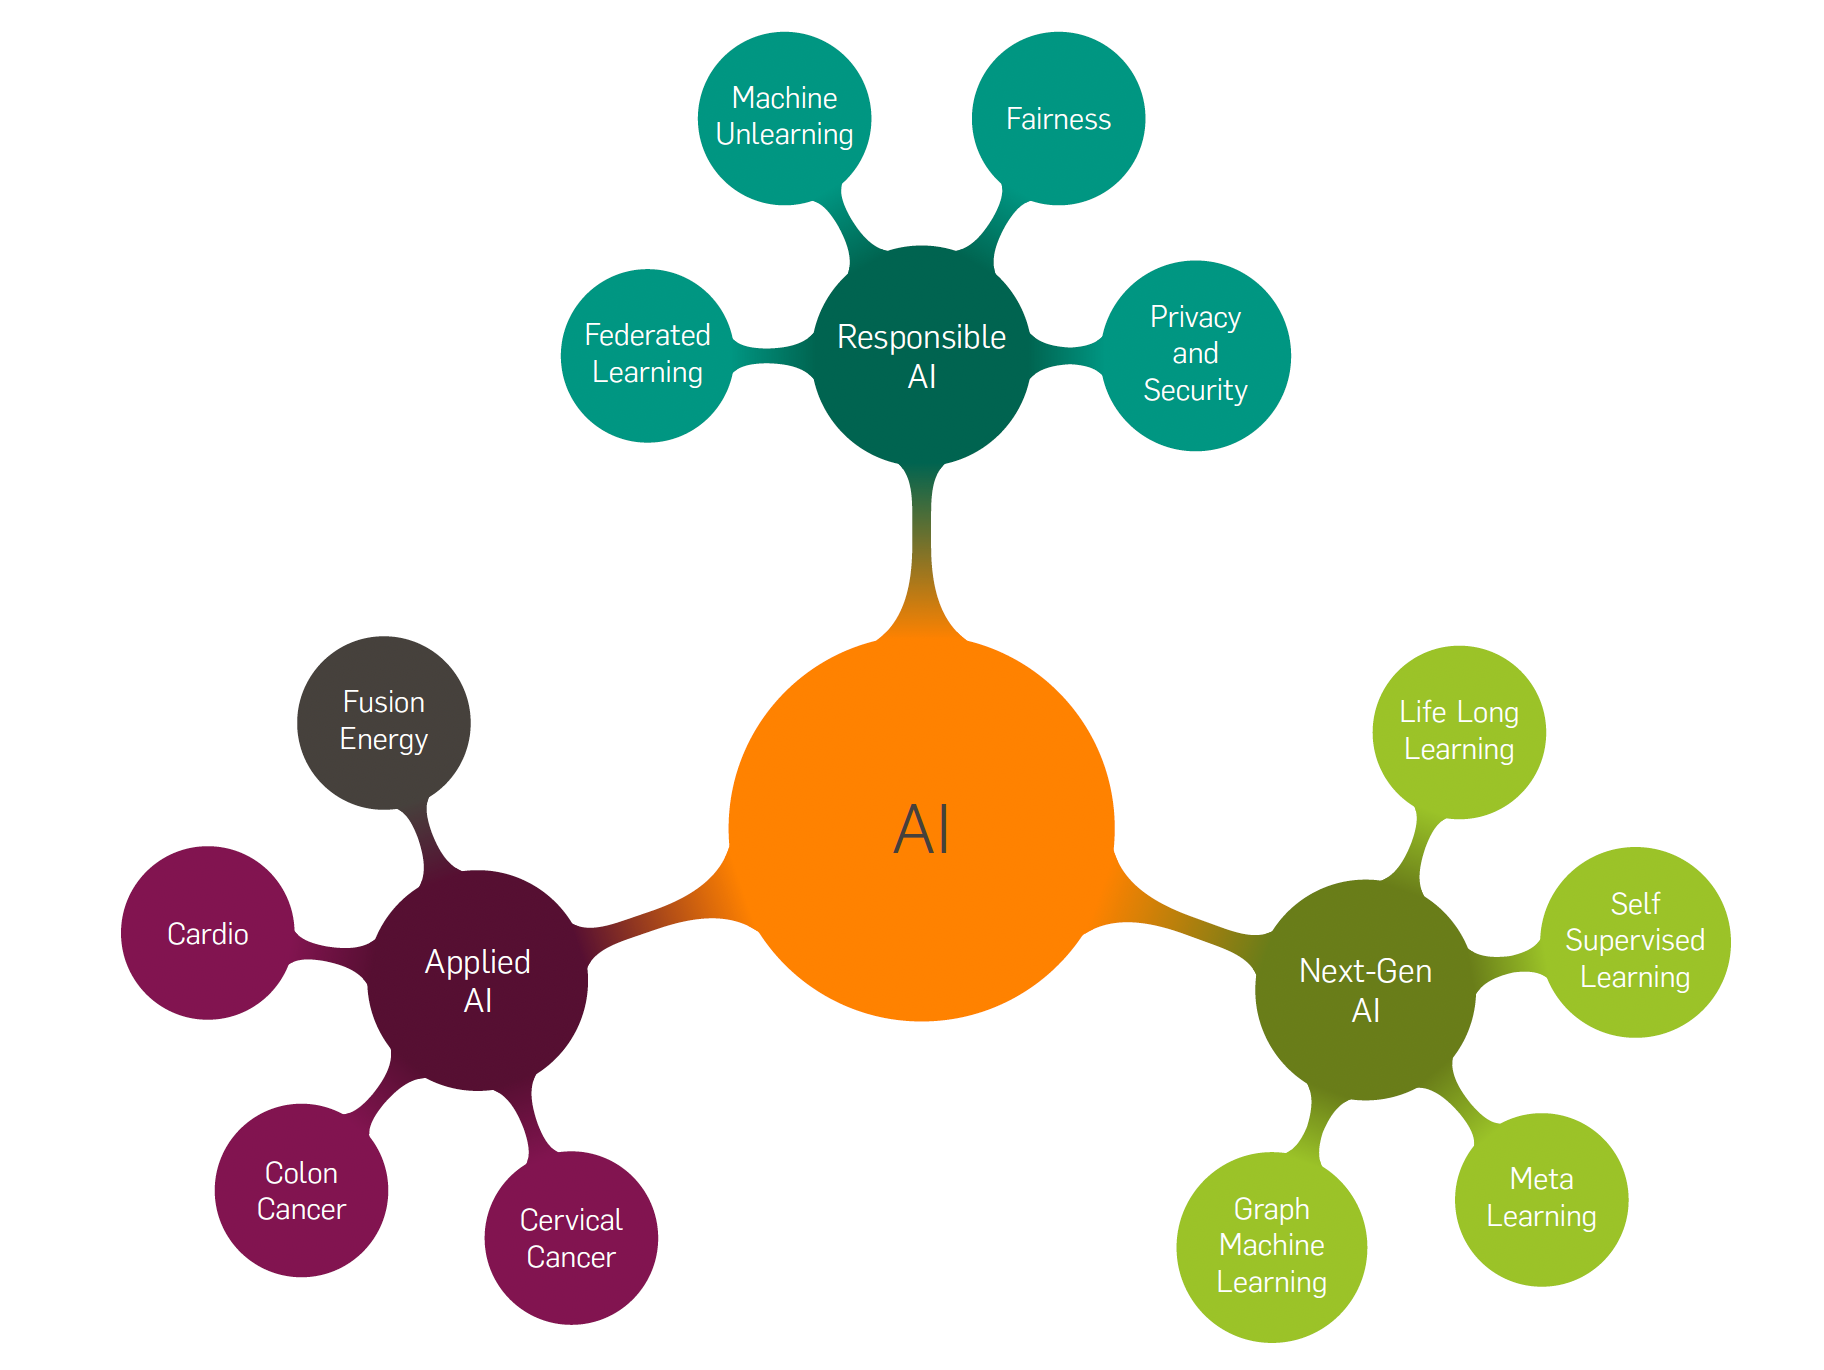 Machine
Unlearning
Fairness
Federated
Learning
Responsible
AI
Privacy
and
Security
AI
Fusion
Energy
Cardio
Applied
AI
Colon
Cancer
Cervical
Cancer
Life Long
Learning
Self
Supervised
Learning
Next-Gen
AI
Meta
Learning
Graph
Machine
Learning